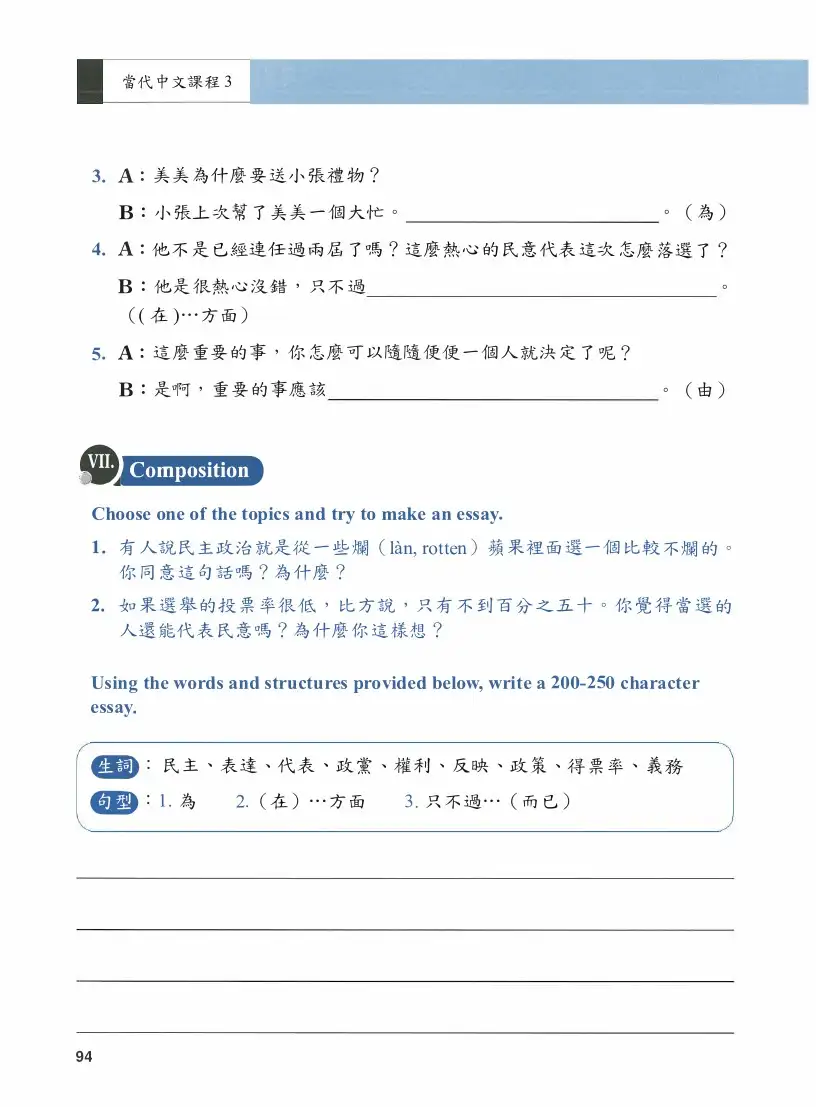 當代中文課程 3
3. A：美美為什麼要送小張禮物？
B：小張上次幫了美美一個大忙。____________________。（為）
4. A：他不是已經連任過兩屆了嗎？這麼熱心的民意代表這次怎麼落選了？
B：他是很熱心沒錯，只不過____________________。
（( 在 )⋯方面）
5. A：這麼重要的事，你怎麼可以隨隨便便一個人就決定了呢？
B：是啊，重要的事應該____________________。（由）
VII. Composition
Choose one of the topics and try to make an essay.
1. 有人說民主政治就是從一些爛（làn, rotten）蘋果裡面選一個比較不爛的。
你同意這句話嗎？為什麼？
2. 如果選舉的投票率很低，比方說，只有不到百分之五十。你覺得當選的
人還能代表民意嗎？為什麼你這樣想？
Using the words and structures provided below, write a 200-250 character
essay.
生詞：民主、表達、代表、政黨、權利、反映、政策、得票率、義務
句型：1. 為 2.（在）⋯方面 3. 只不過⋯（而已）
94